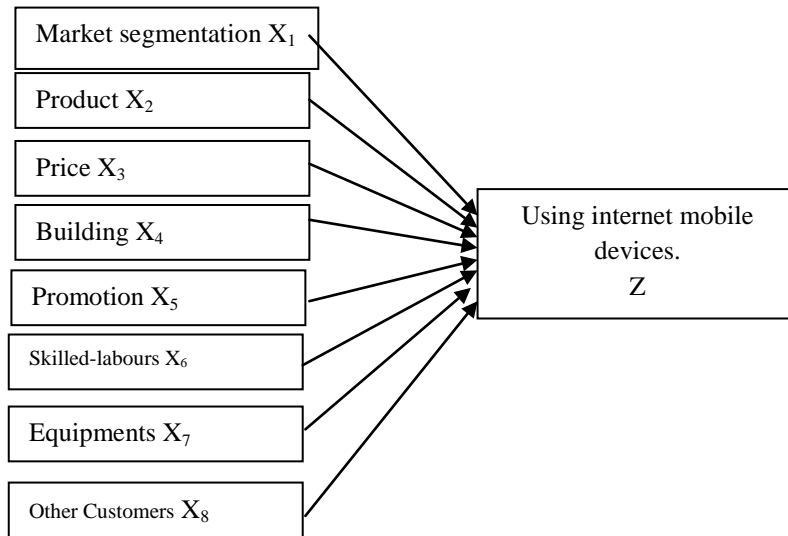 Market segmentation X₁
Product X₂
Price X₃
Building X₄
Promotion X₅
Skilled-labours X₆
Equipments X₇
Other Customers X₈
Using internet mobile
devices.
Z